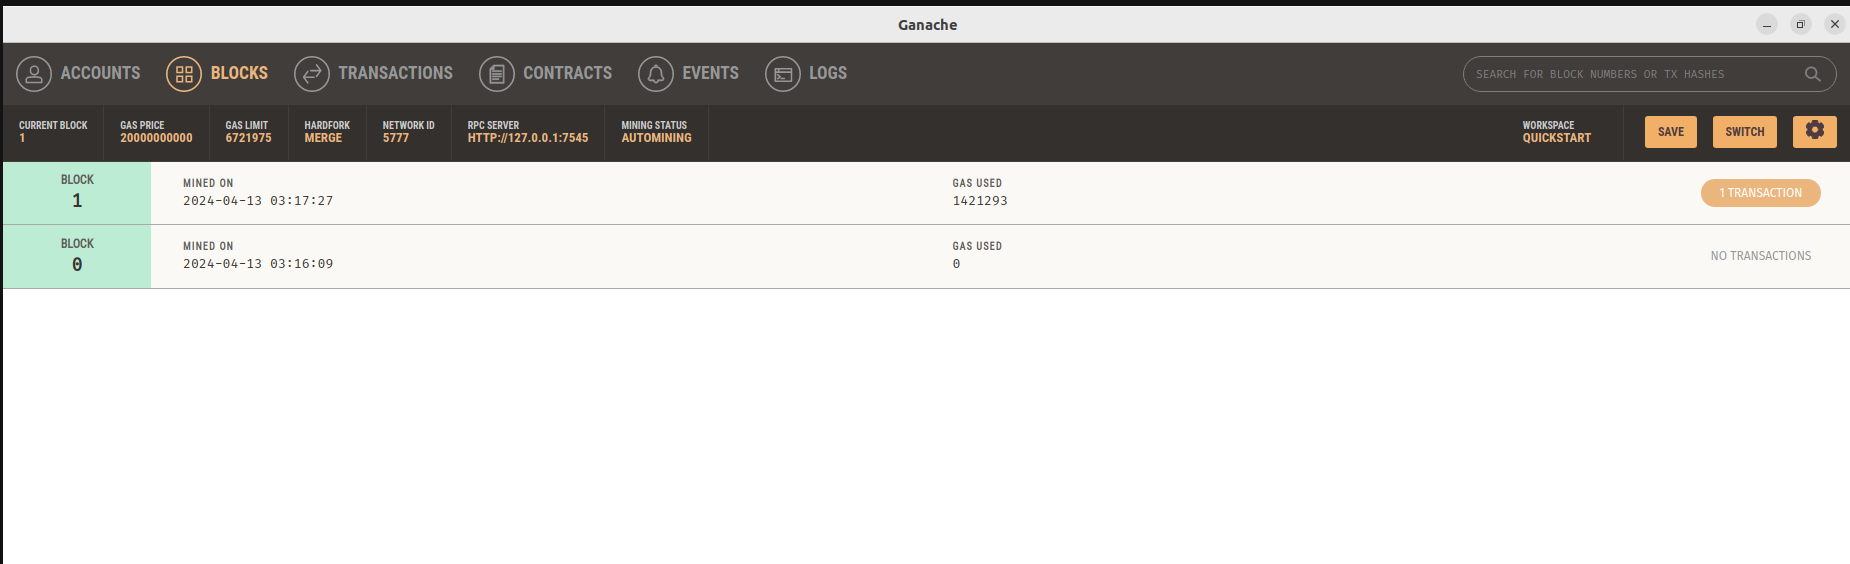 Ganache
ACCOUNTS BLOCKS TRANSACTIONS CONTRACTS EVENTS LOGS SEARCH FOR BLOCK NUMBERS OR TX HASHES
CURRENT BLOCK GAS PRICE GAS LIMIT HARDFORK NETWORK ID RPC SERVER MINING STATUS WORKSPACE
1 20000000000 6721975 MERGE 5777 HTTP://127.0.0.1:7545 AUTOMINING QUICKSTART SAVE SWITCH
BLOCK MINED ON GAS USED
1 2024-04-13 03:17:27 1421293 1 TRANSACTION
BLOCK MINED ON GAS USED
0 2024-04-13 03:16:09 0 NO TRANSACTIONS